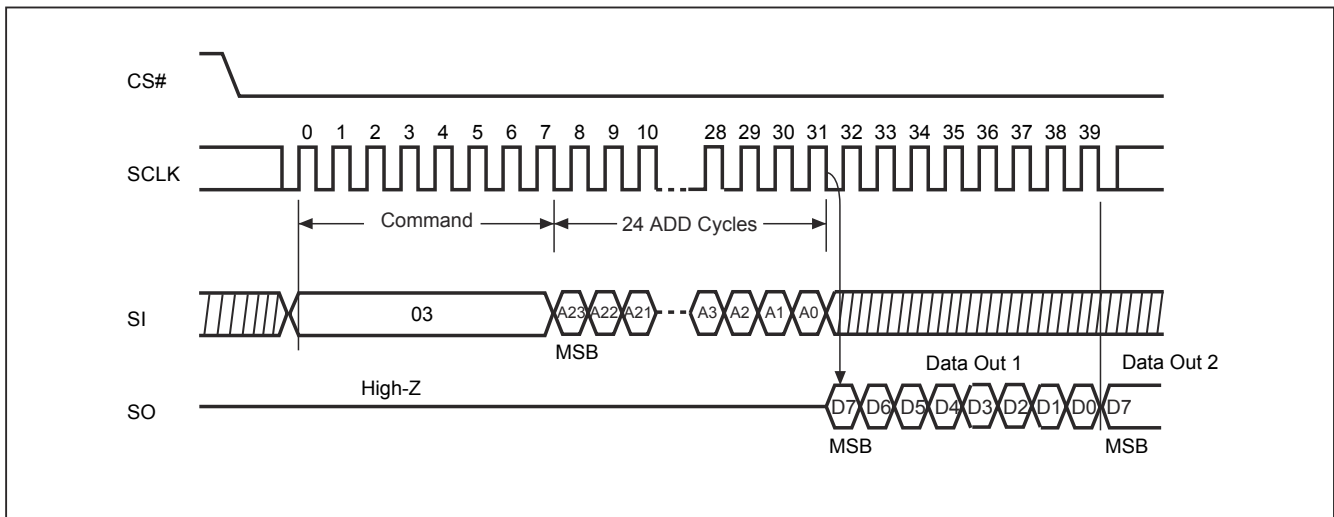 CS#
0 1 2 3 4 5 6 7 8 9 10 28 29 30 31 32 33 34 35 36 37 38 39
SCLK
Command 24 ADD Cycles
SI 03 A23 A22 A21 A3 A2 A1 A0
MSB
Data Out 1 Data Out 2
High-Z
SO D7 D6 D5 D4 D3 D2 D1 D0 D7
MSB MSB